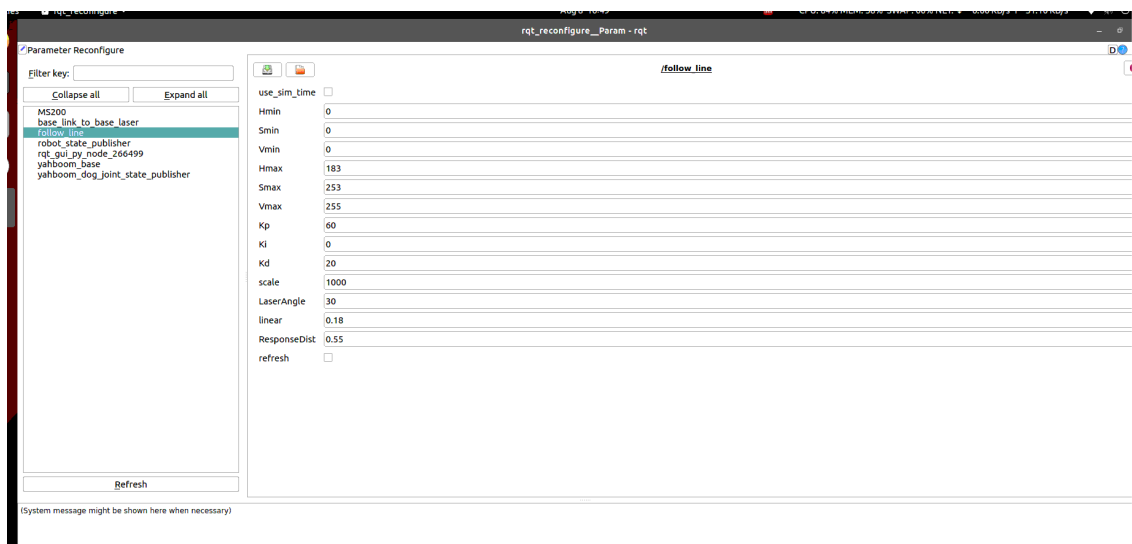 rqt_reconfigure
rqt_reconfigure__Param - rqt
Parameter Reconfigure
D
Filter key:
Collapse all
Expand all
MS200
base_link_to_base_laser
follow_line
robot_state_publisher
rqt_gui_py_node_266499
yahboom_base
yahboom_dog_joint_state_publisher
Refresh
/follow_line
use_sim_time
Hmin 0
Smin 0
Vmin 0
Hmax 183
Smax 253
Vmax 255
Kp 60
Ki 0
Kd 20
scale 1000
LaserAngle 30
linear 0.18
ResponseDist 0.55
refresh
(System message might be shown here when necessary)